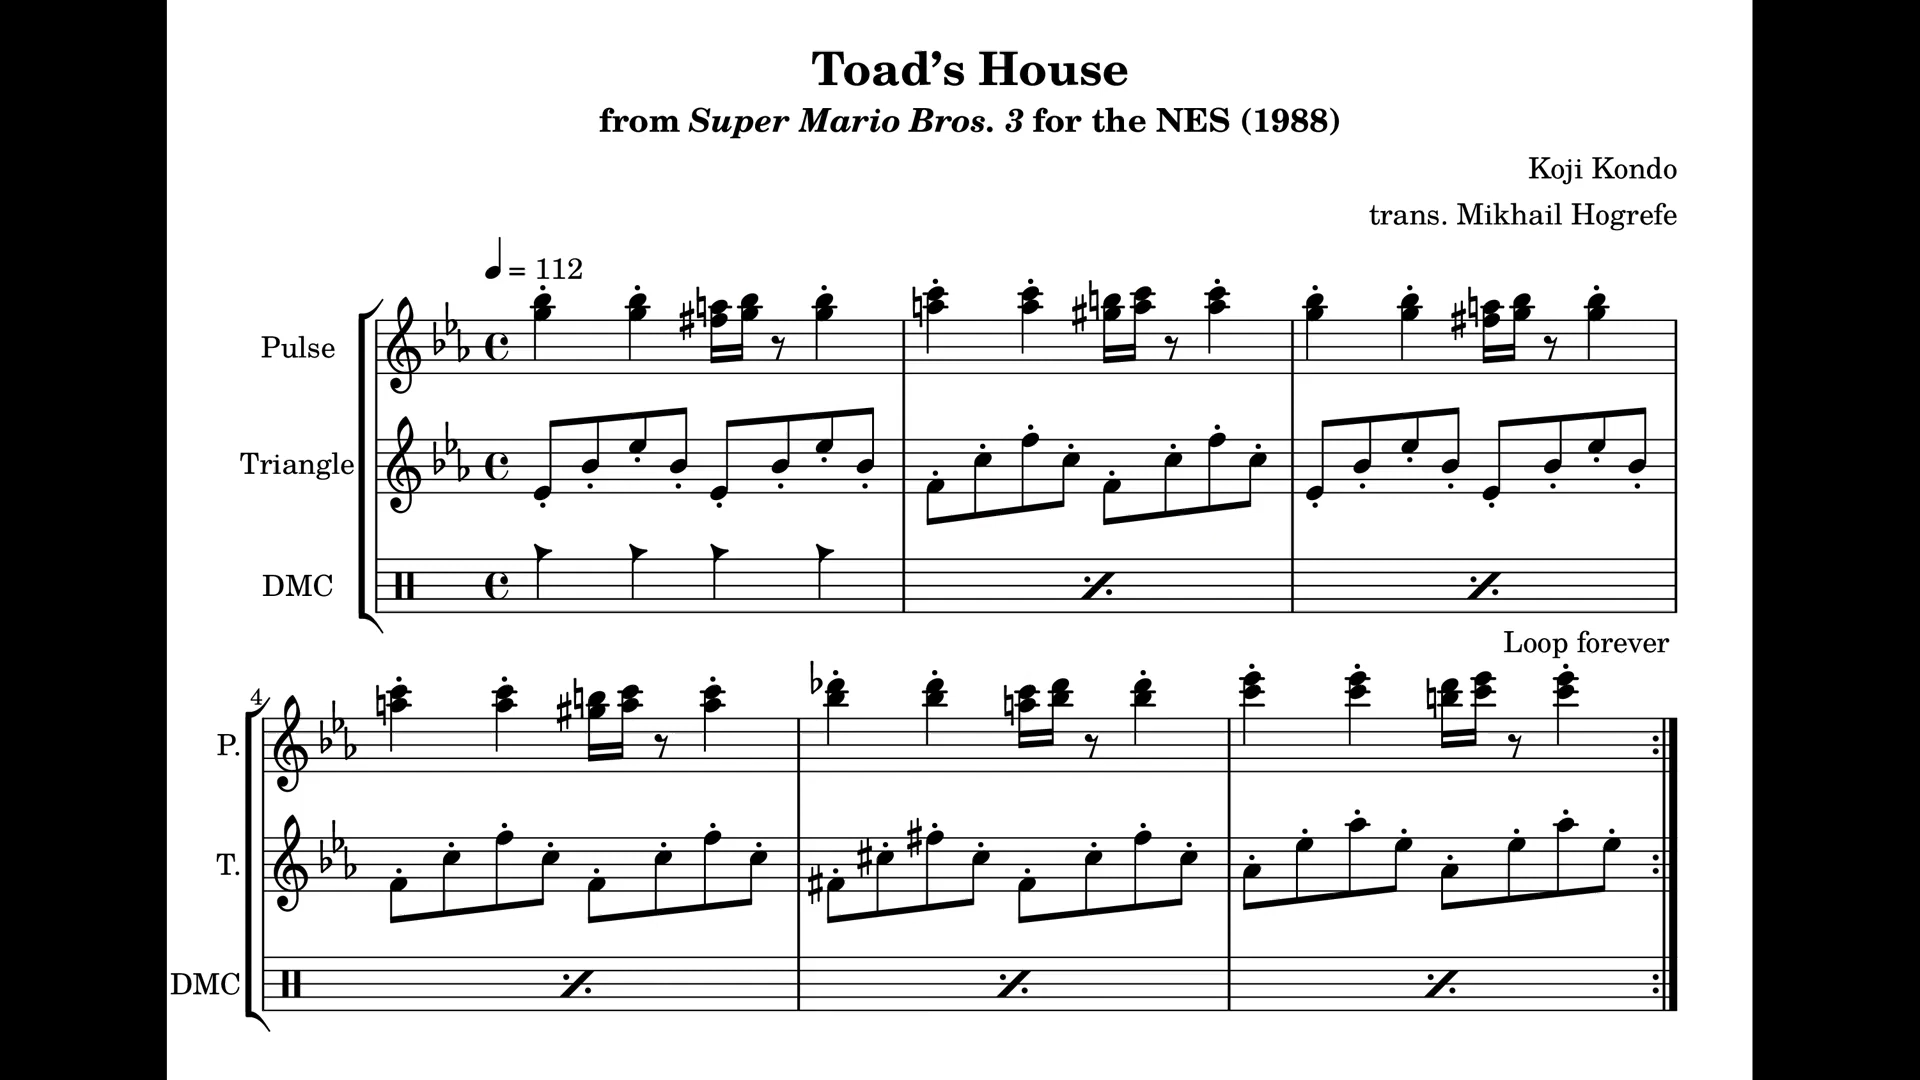 Toad’s House
from Super Mario Bros. 3 for the NES (1988)
Koji Kondo
trans. Mikhail Hogrefe
= 112
Pulse
Triangle
DMC
Loop forever
4
P.
T.
DMC